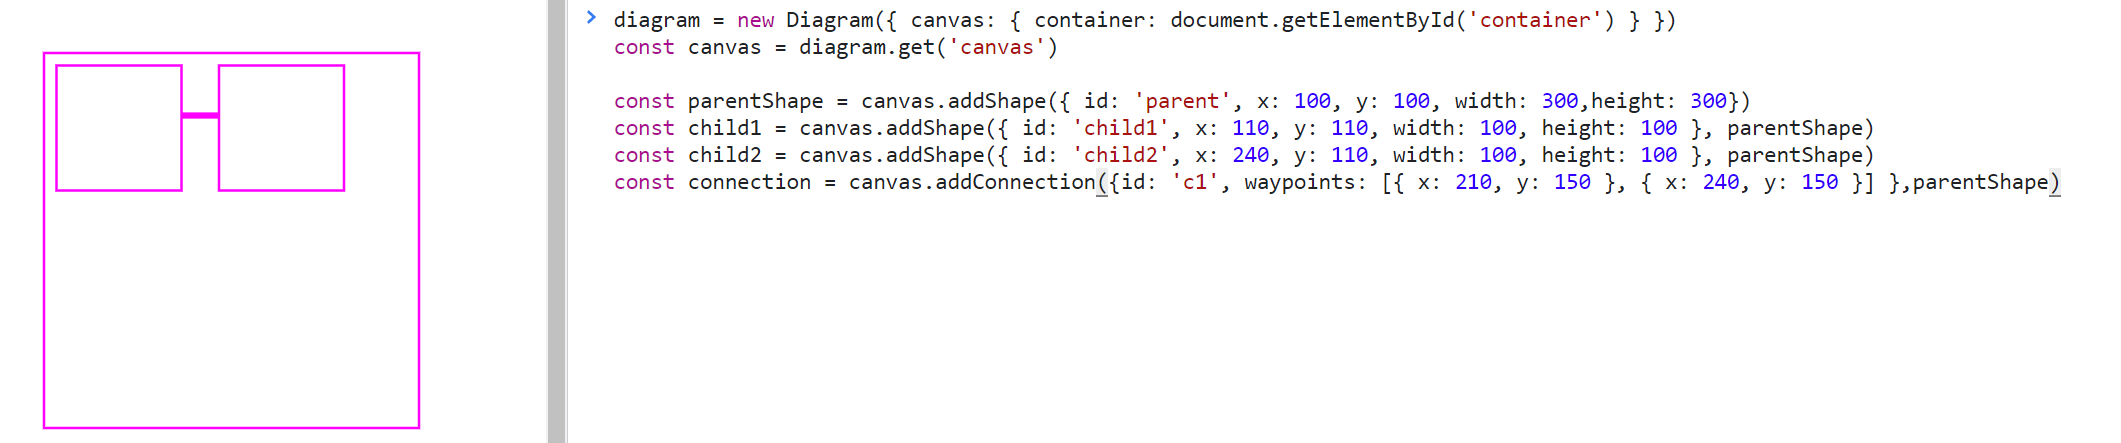 diagram = new Diagram({ canvas: { container: document.getElementById('container') } })
const canvas = diagram.get('canvas')
const parentShape = canvas.addShape({ id: 'parent', x: 100, y: 100, width: 300,height: 300})
const child1 = canvas.addShape({ id: 'child1', x: 110, y: 110, width: 100, height: 100 }, parentShape)
const child2 = canvas.addShape({ id: 'child2', x: 240, y: 110, width: 100, height: 100 }, parentShape)
const connection = canvas.addConnection({id: 'c1', waypoints: [{ x: 210, y: 150 }, { x: 240, y: 150 }] },parentShape)